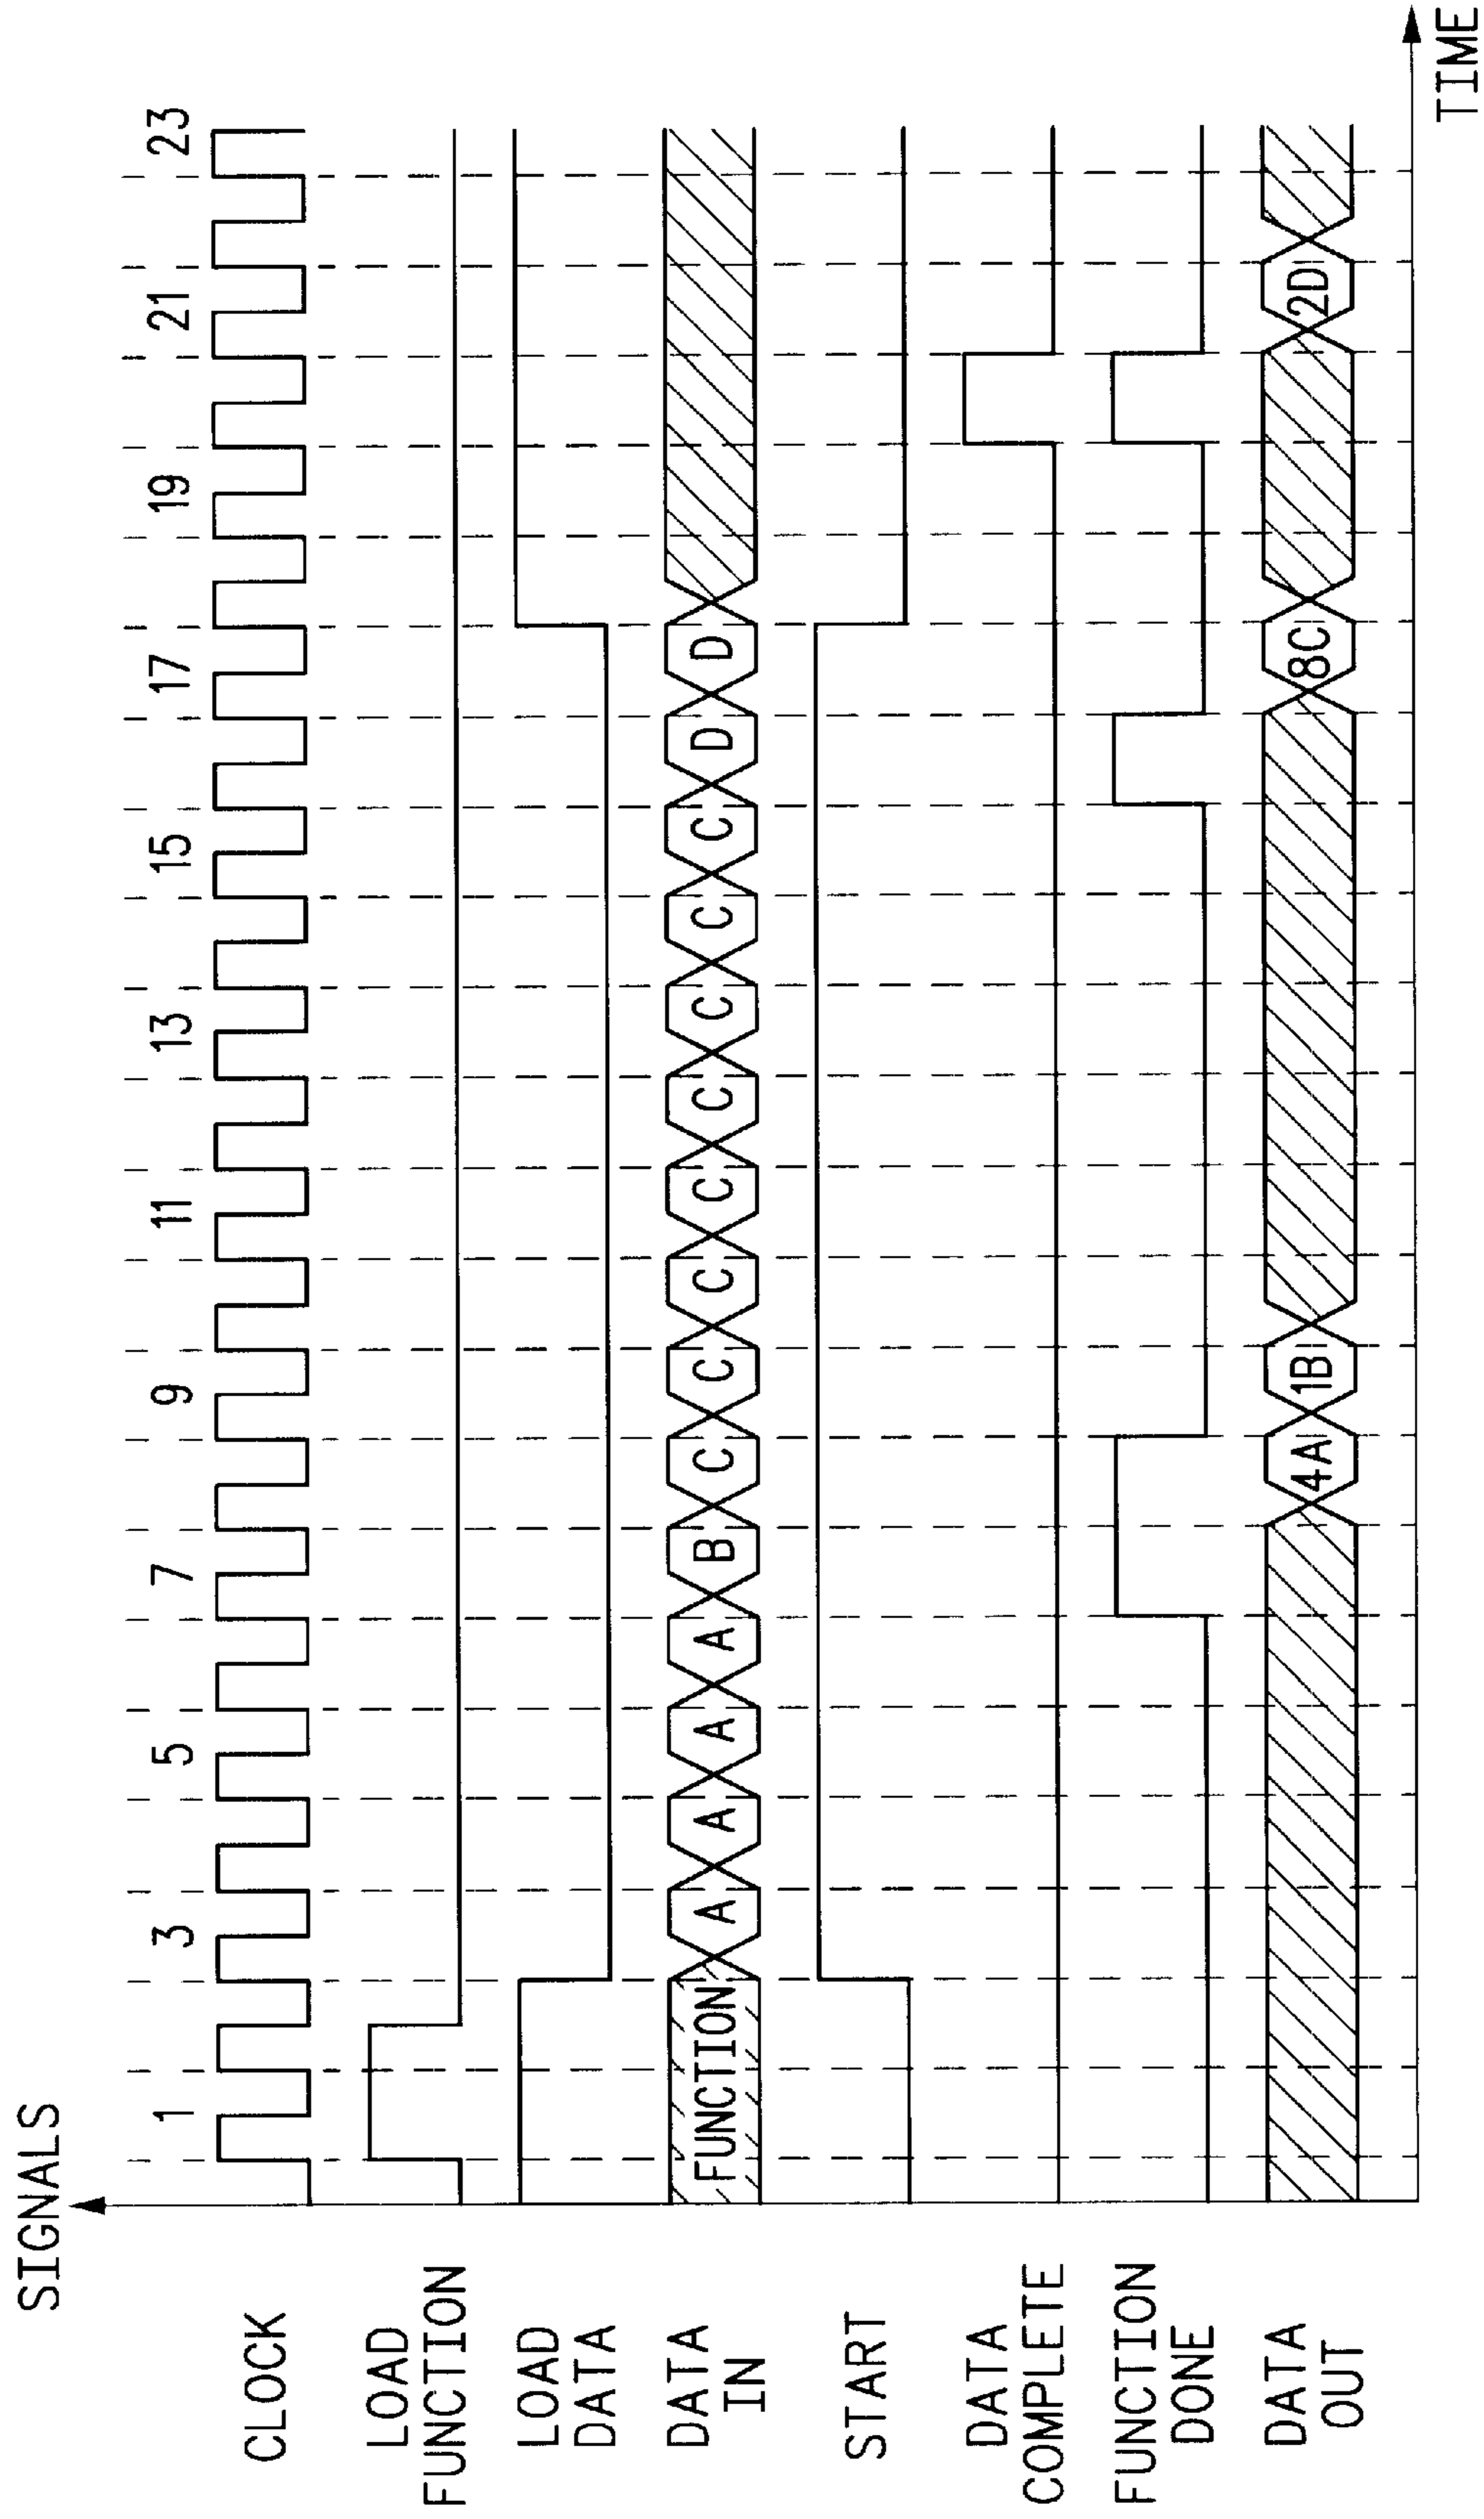 SIGNALS
1 3 5 7 9 11 13 15 17 19 21 23
CLOCK
LOAD
FUNCTION
LOAD
DATA
DATA
IN
FUNCTION A A A A B C C C C C C C C D D
START
DATA
COMPLETE
FUNCTION
DONE
DATA
OUT
4A 1B 8C 2D
TIME